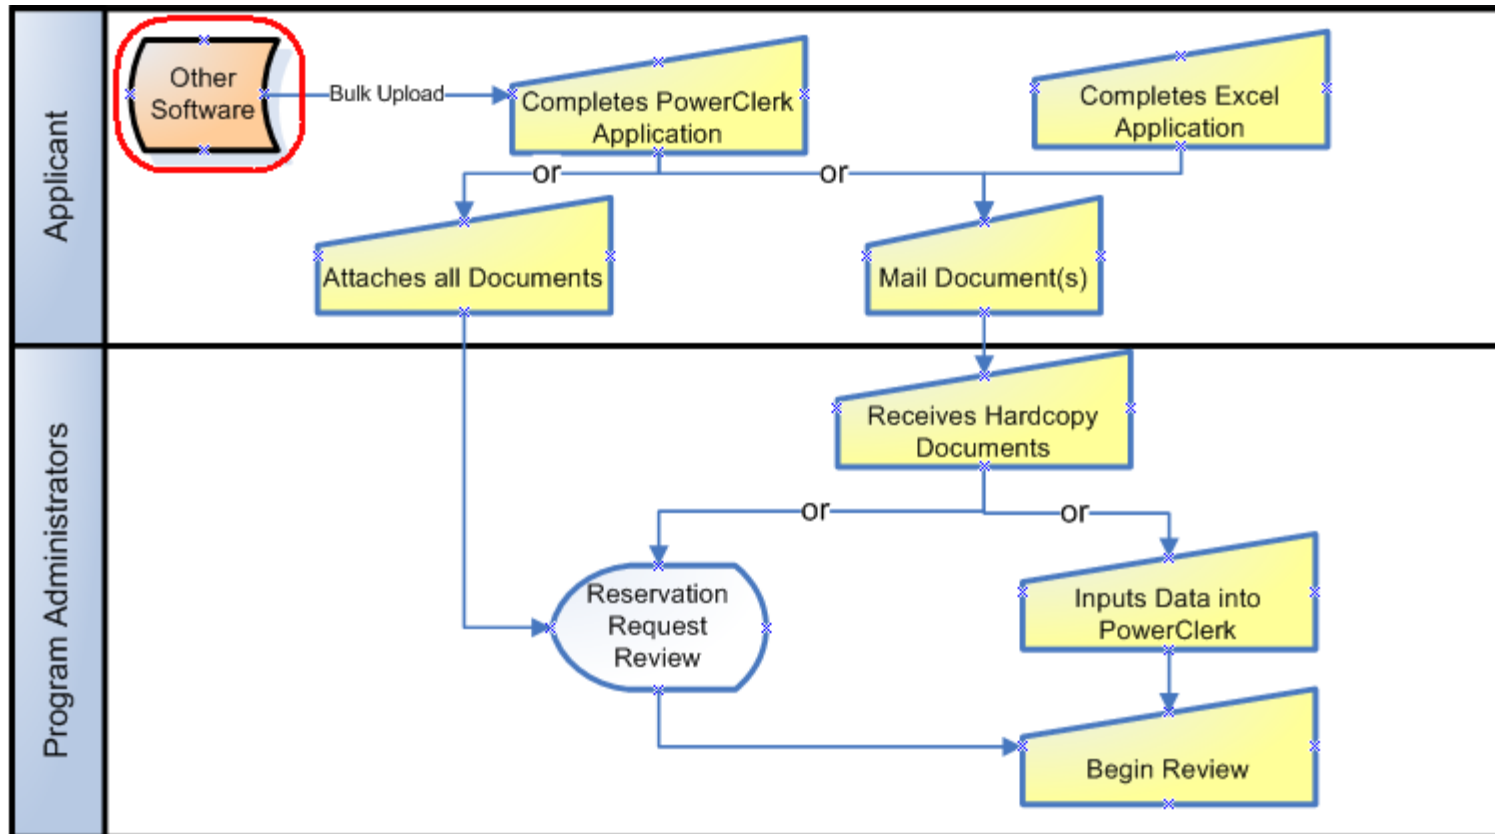 Applicant
Other
Software
Bulk Upload
Completes PowerClerk
Application
Completes Excel
Application
or
or
Attaches all Documents
Mail Document(s)
Program Administrators
Receives Hardcopy
Documents
or
or
Reservation
Request
Review
Inputs Data into
PowerClerk
Begin Review